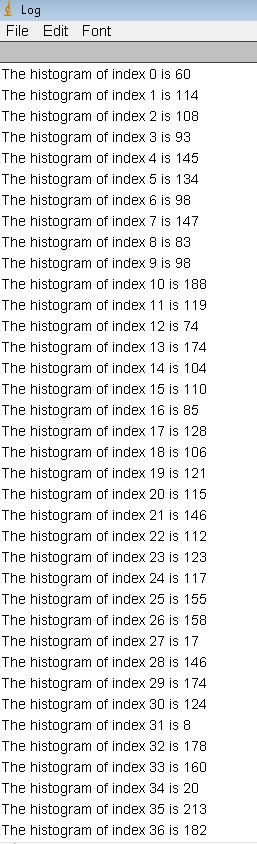 Log
File Edit Font
The histogram of index 0 is 60
The histogram of index 1 is 114
The histogram of index 2 is 108
The histogram of index 3 is 93
The histogram of index 4 is 145
The histogram of index 5 is 134
The histogram of index 6 is 98
The histogram of index 7 is 147
The histogram of index 8 is 83
The histogram of index 9 is 98
The histogram of index 10 is 188
The histogram of index 11 is 119
The histogram of index 12 is 74
The histogram of index 13 is 174
The histogram of index 14 is 104
The histogram of index 15 is 110
The histogram of index 16 is 85
The histogram of index 17 is 128
The histogram of index 18 is 106
The histogram of index 19 is 121
The histogram of index 20 is 115
The histogram of index 21 is 146
The histogram of index 22 is 112
The histogram of index 23 is 123
The histogram of index 24 is 117
The histogram of index 25 is 155
The histogram of index 26 is 158
The histogram of index 27 is 17
The histogram of index 28 is 146
The histogram of index 29 is 174
The histogram of index 30 is 124
The histogram of index 31 is 8
The histogram of index 32 is 178
The histogram of index 33 is 160
The histogram of index 34 is 20
The histogram of index 35 is 213
The histogram of index 36 is 182